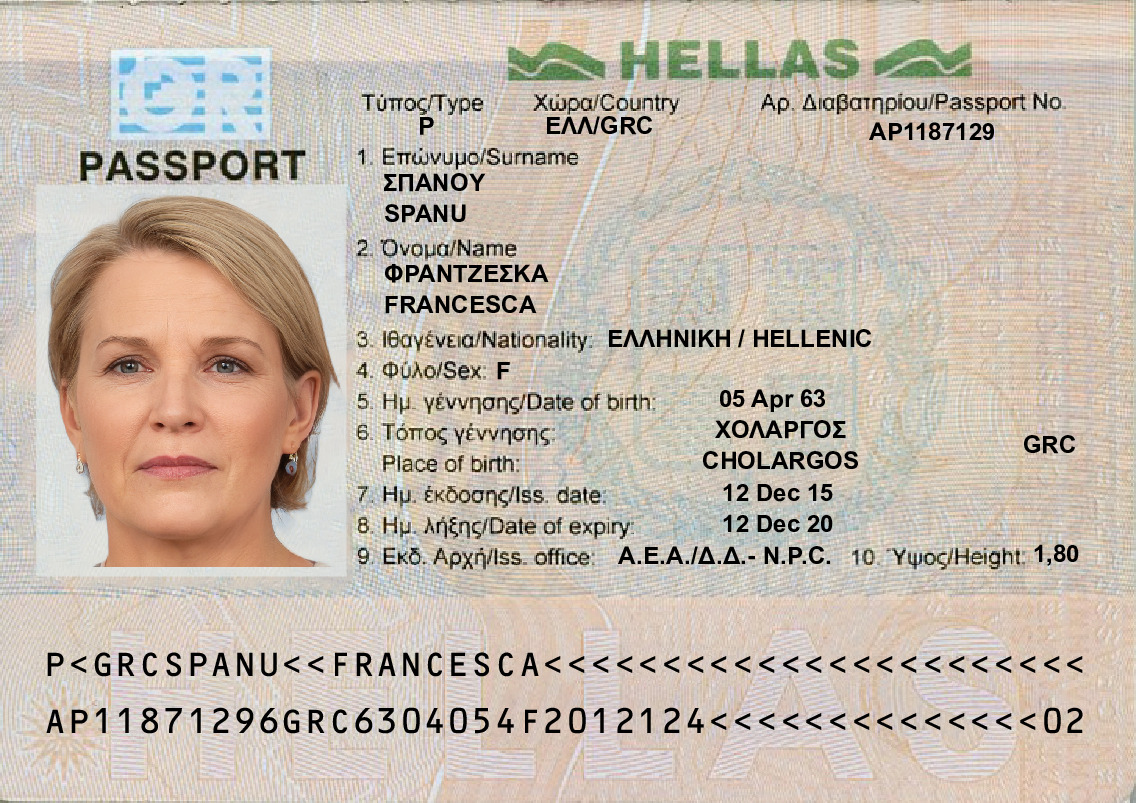 GR
HELLAS
PASSPORT
Τύπος/Type Χώρα/Country Αρ. Διαβατηρίου/Passport No.
P ΕΛΛ/GRC AP1187129
1. Επώνυμο/Surname
ΣΠΑΝΟΥ
SPANU
2. Όνομα/Name
ΦΡΑΝΤΖΕΣΚΑ
FRANCESCA
3. Ιθαγένεια/Nationality: ΕΛΛΗΝΙΚΗ / HELLENIC
4. Φύλο/Sex: F
5. Ημ. γέννησης/Date of birth: 05 Apr 63
6. Τόπος γέννησης: ΧΟΛΑΡΓΟΣ
Place of birth: CHOLARGOS GRC
7. Ημ. έκδοσης/Iss. date: 12 Dec 15
8. Ημ. λήξης/Date of expiry: 12 Dec 20
9 Εκδ. Αρχή/Iss. office: Α.Ε.Α./Δ.Δ.- N.P.C. 10. Ύψος/Height: 1,80
HELLAS
P<GRCSPANU<<FRANCESCA<<<<<<<<<<<<<<<<<<<<<<<
AP11871296GRC6304054F2012124<<<<<<<<<<<<<<02